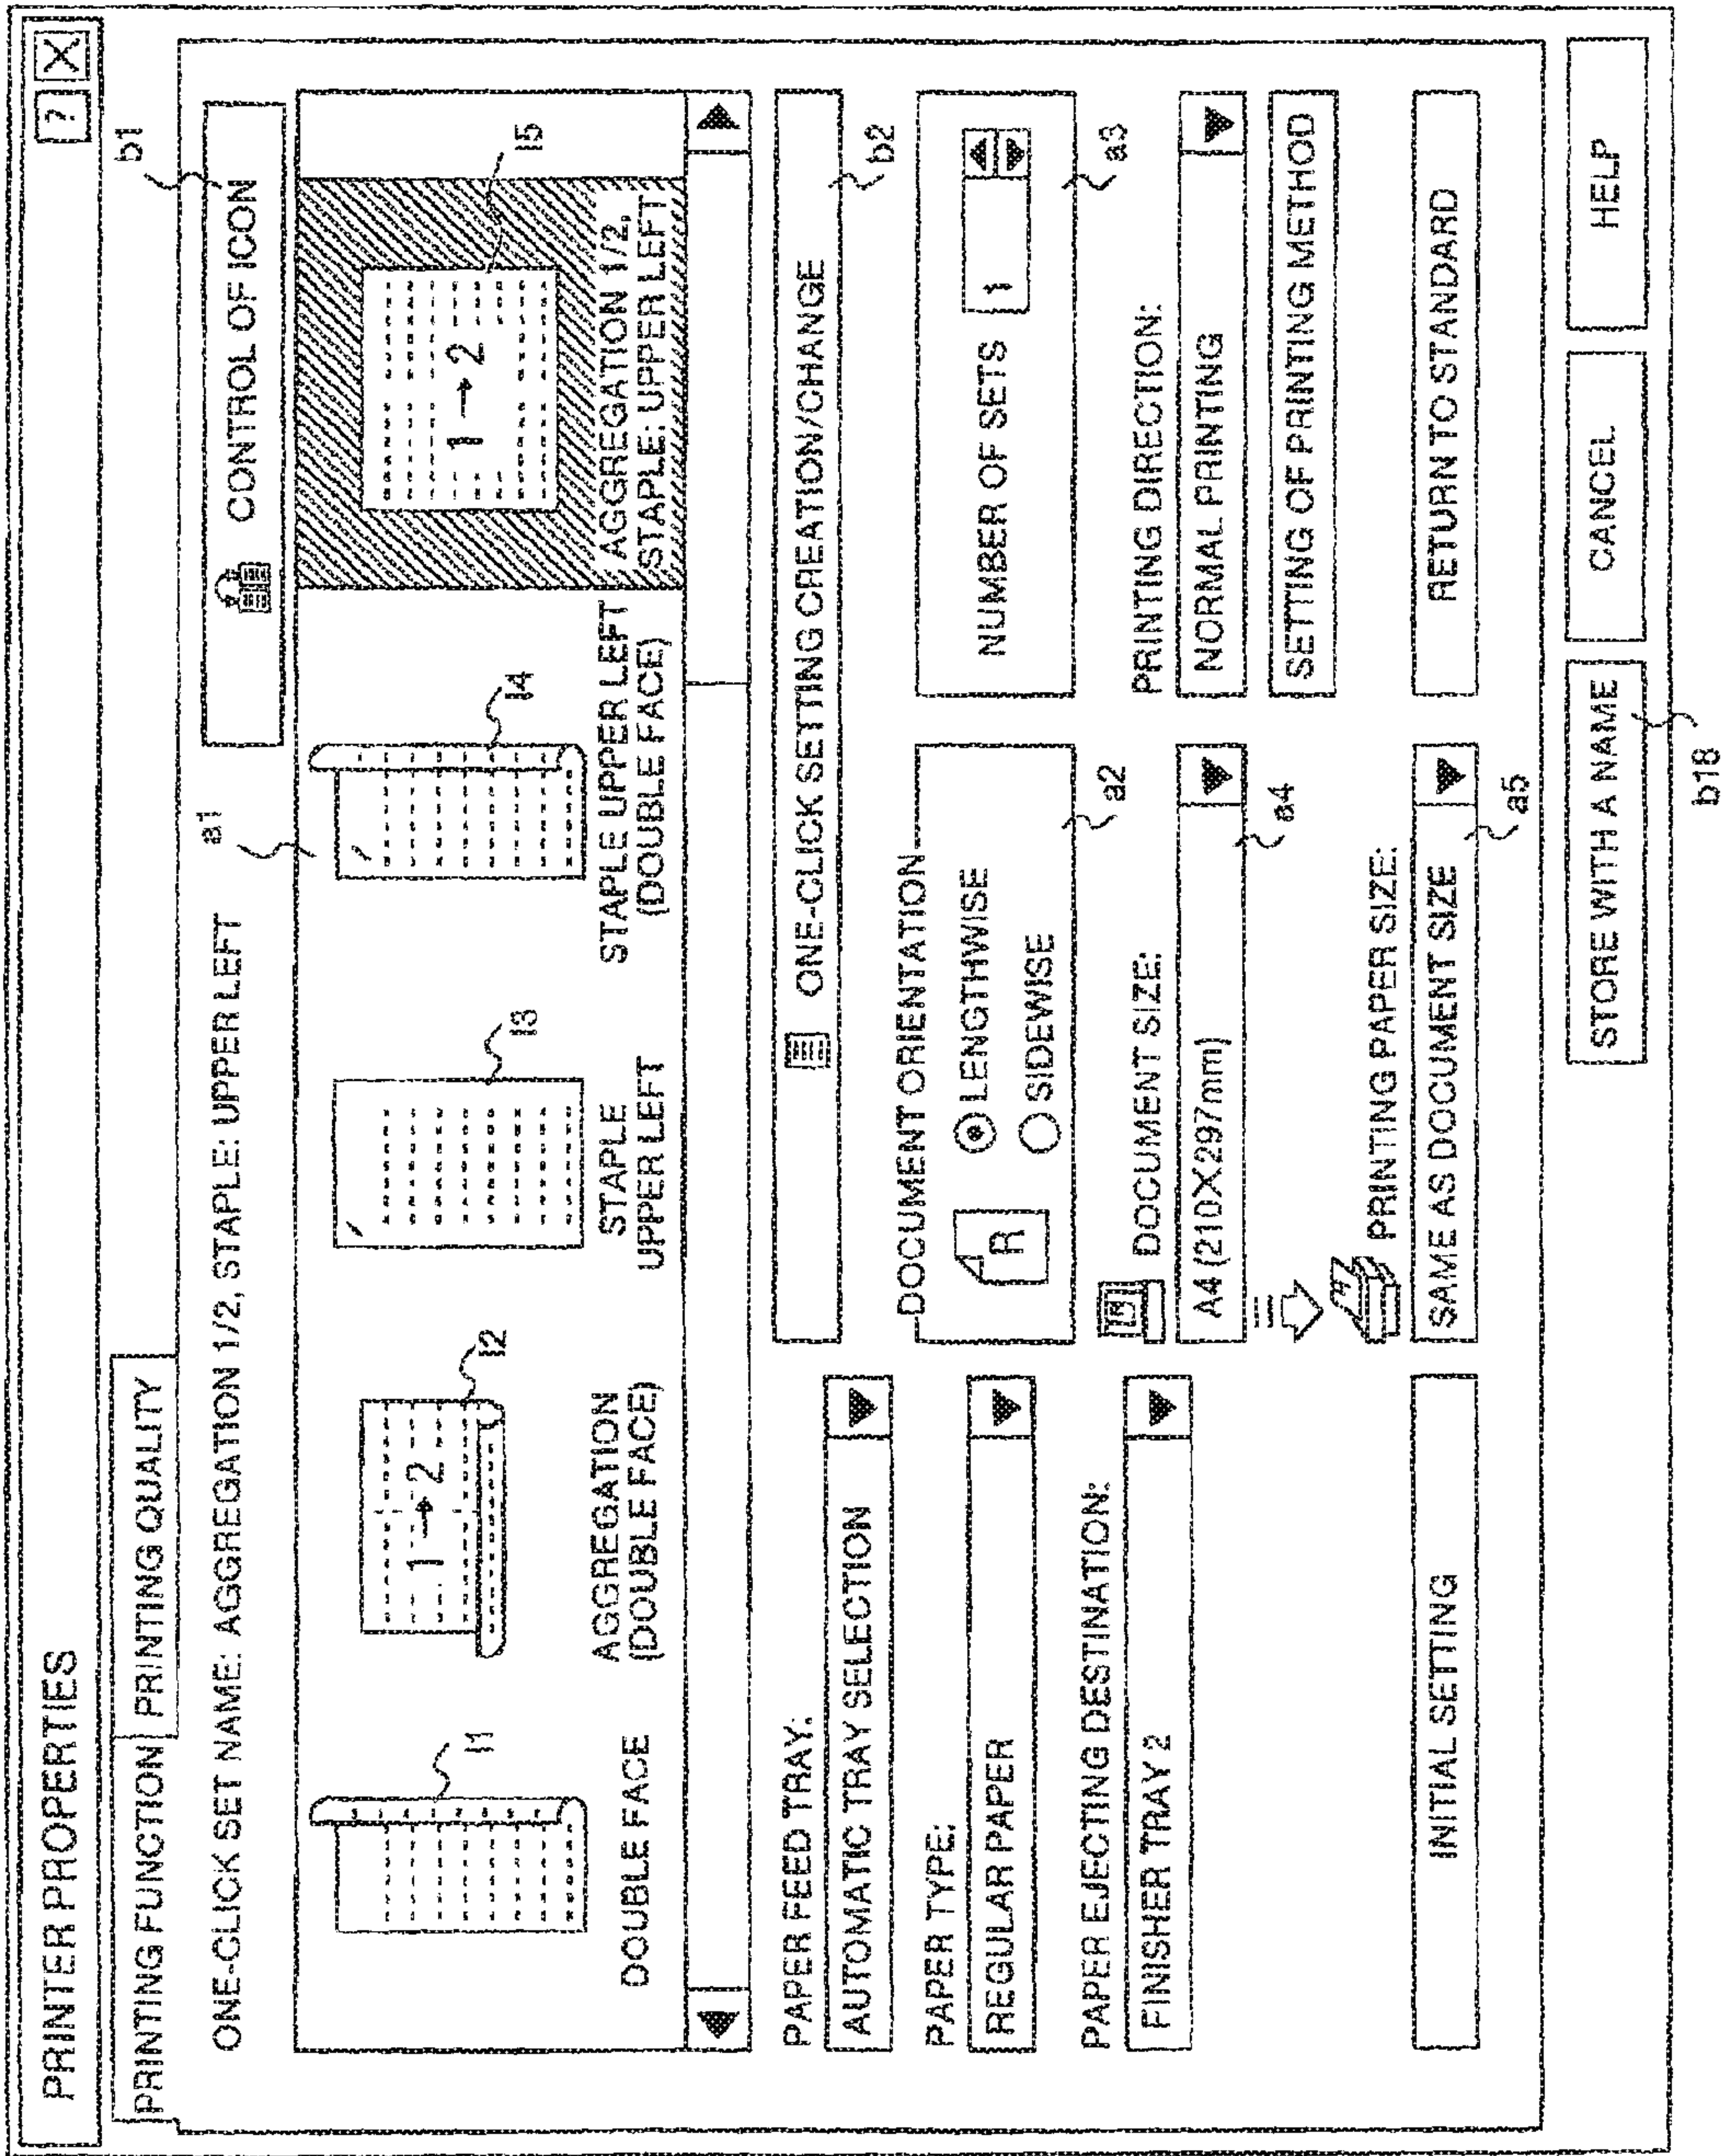 PRINTER PROPERTIES
? X
PRINTING FUNCTION PRINTING QUALITY
b1
ONE-CLICK SET NAME: AGGREGATION 1/2, STAPLE: UPPER LEFT
a1
CONTROL OF ICON
I1
1→2
I2
I3
I4
1→2
I5
DOUBLE FACE
AGGREGATION
(DOUBLE FACE)
STAPLE
UPPER LEFT
STAPLE UPPER LEFT
(DOUBLE FACE)
AGGREGATION 1/2,
STAPLE: UPPER LEFT
PAPER FEED TRAY:
AUTOMATIC TRAY SELECTION
PAPER TYPE:
REGULAR PAPER
PAPER EJECTING DESTINATION:
FINISHER TRAY 2
INITIAL SETTING
ONE-CLICK SETTING CREATION/CHANGE
b2
DOCUMENT ORIENTATION
R
LENGTHWISE
SIDEWISE
a2
DOCUMENT SIZE:
A4 (210X297mm)
a4
PRINTING PAPER SIZE:
SAME AS DOCUMENT SIZE
a5
NUMBER OF SETS 1
a3
PRINTING DIRECTION:
NORMAL PRINTING
SETTING OF PRINTING METHOD
RETURN TO STANDARD
STORE WITH A NAME
CANCEL
HELP
b18